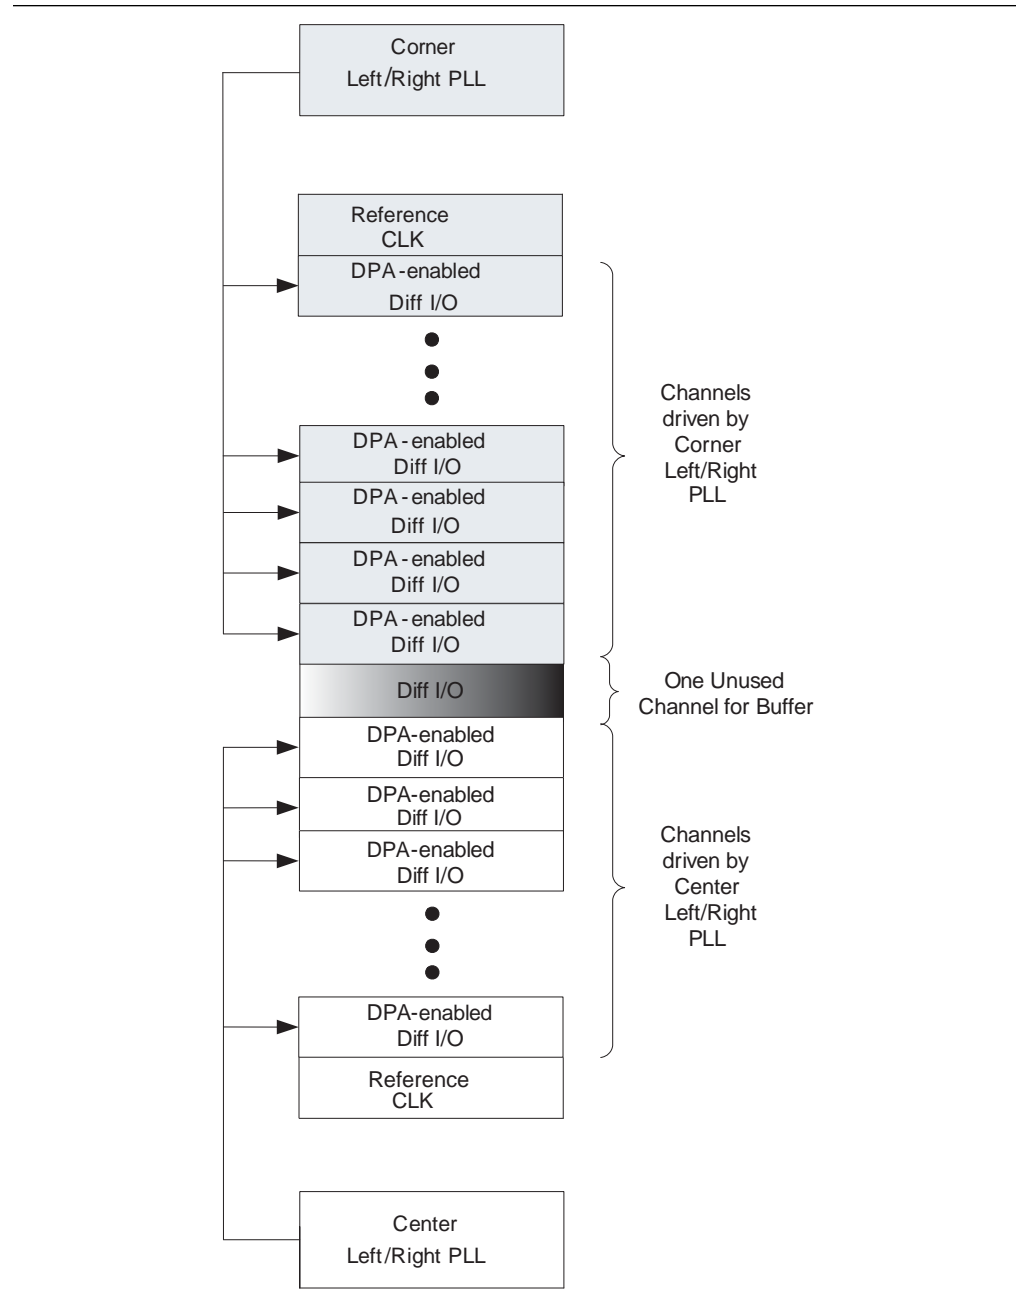 Corner
Left/Right PLL
Reference
CLK
DPA-enabled
Diff I/O
DPA-enabled
Diff I/O
DPA-enabled
Diff I/O
DPA-enabled
Diff I/O
DPA-enabled
Diff I/O
Channels
driven by
Corner
Left/Right
PLL
Diff I/O
One Unused
Channel for Buffer
DPA-enabled
Diff I/O
DPA-enabled
Diff I/O
DPA-enabled
Diff I/O
DPA-enabled
Diff I/O
Channels
driven by
Center
Left/Right
PLL
Reference
CLK
Center
Left/Right PLL